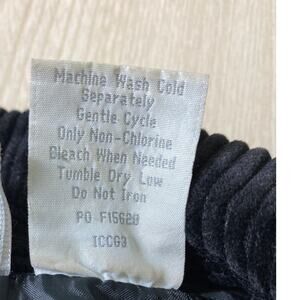 Machine Wash Cold
Separately
Gentle Cycle
Only Non-Chlorine
Bleach When Needed
Tumble Dry Low
Do Not Iron
PO F15628
ICCG3